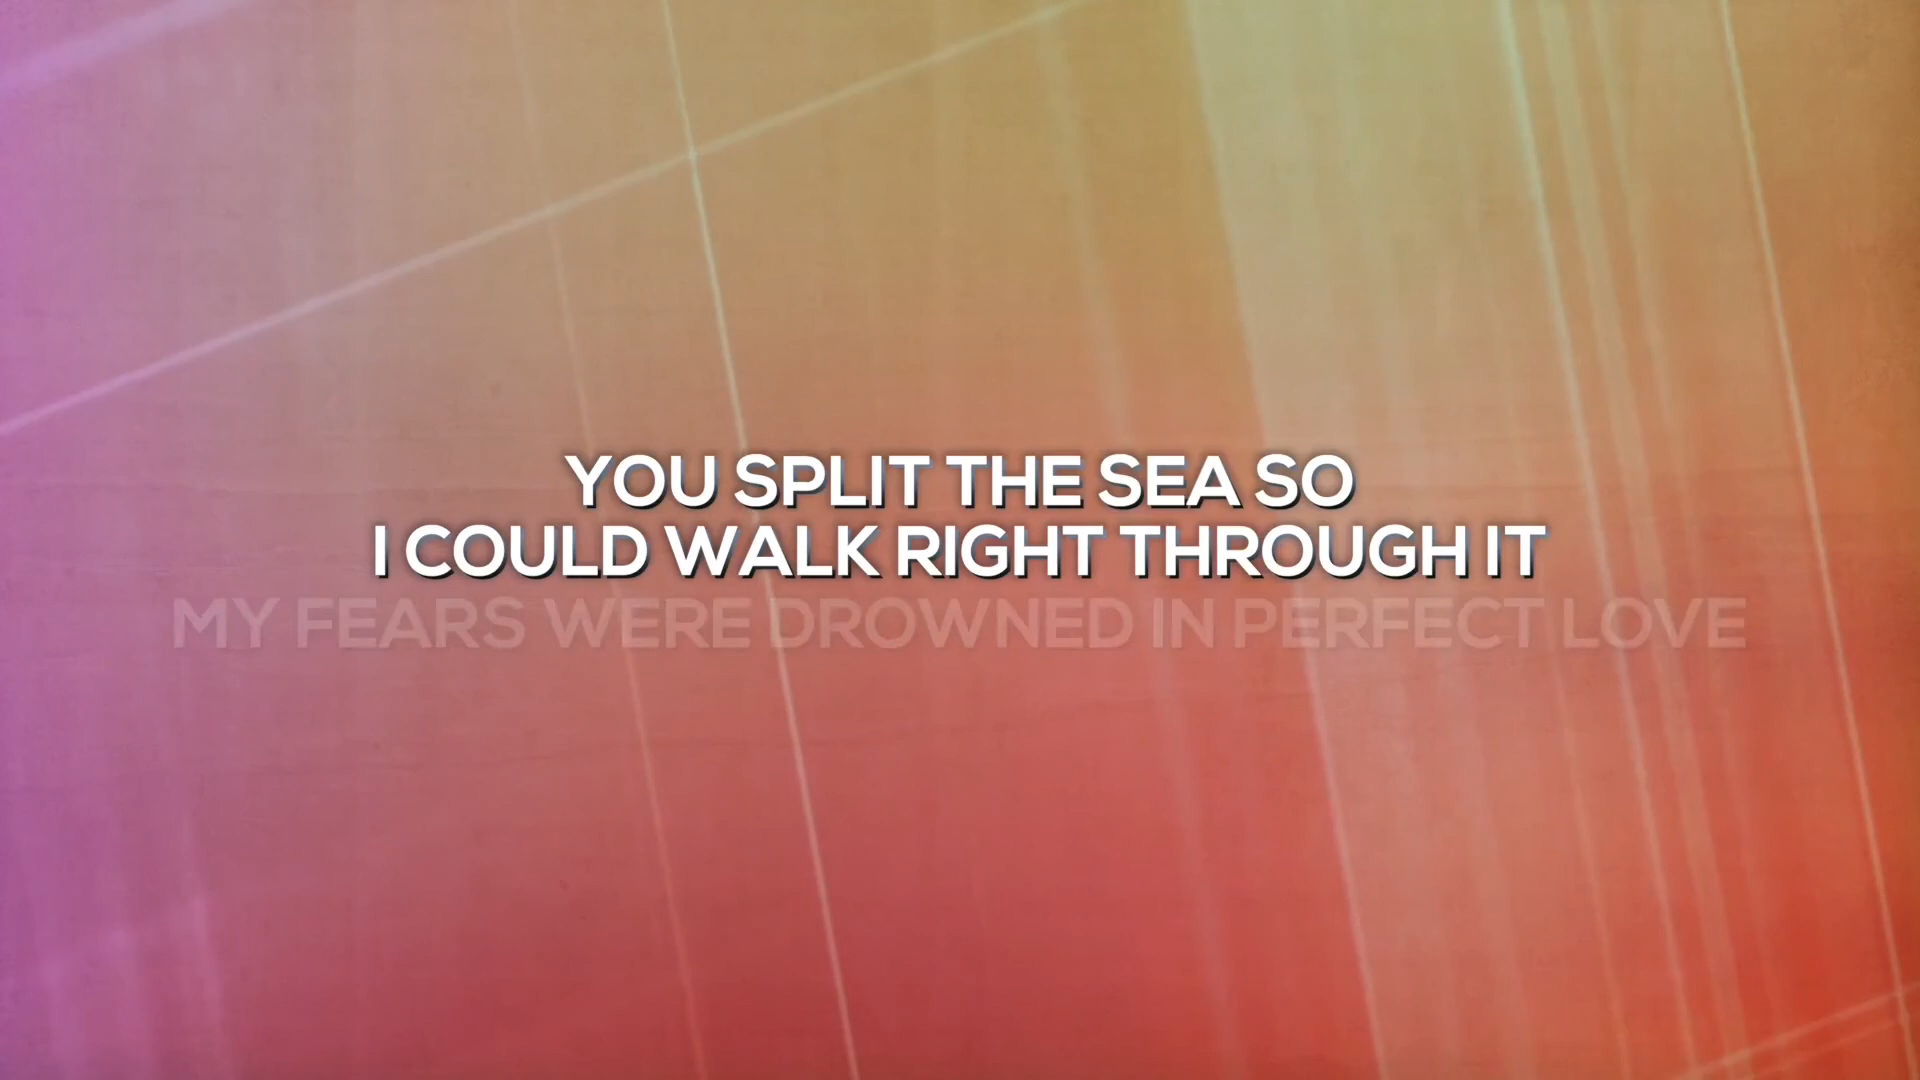 YOU SPLIT THE SEA SO
I COULD WALK RIGHT THROUGH IT
MY FEARS WERE DROWNED IN PERFECT LOVE